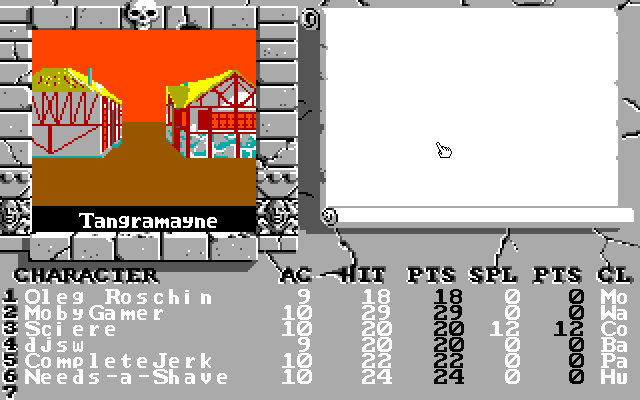 Tangramayne
CHARACTER AC HIT PTS SPL PTS CL
1 Oleg Roschin 9 18 18 0 0 Mo
2 MobyGamer 10 29 29 0 0 Wa
3 Sciere 10 20 20 12 12 Co
4 djsw 9 20 20 0 0 Ba
5 CompleteJerk 10 22 22 0 0 Pa
6 Needs-a-Shave 10 24 24 0 0 Hu
7